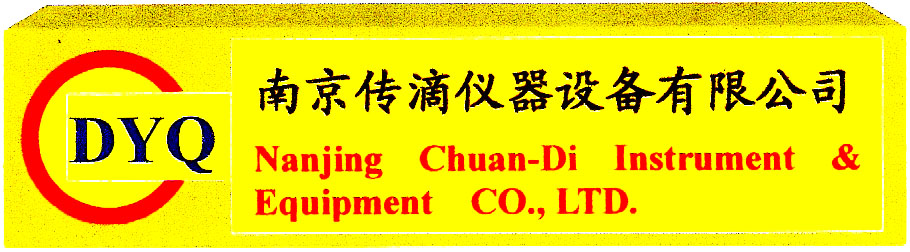 DYQ
南京传滴仪器设备有限公司
Nanjing Chuan-Di Instrument &
Equipment CO., LTD.